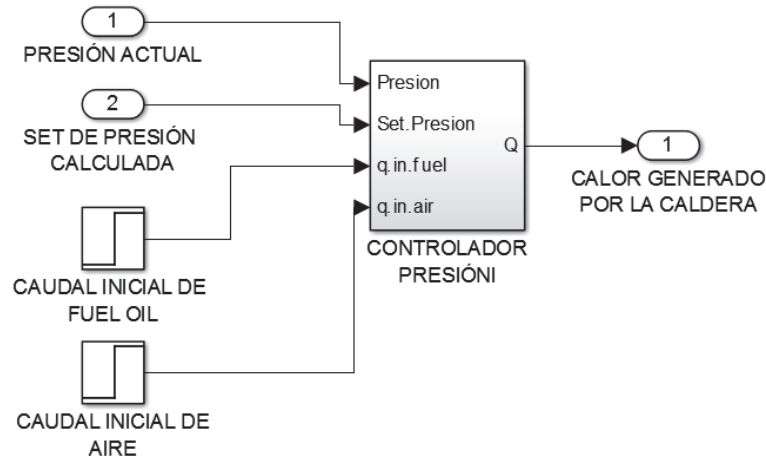 1
PRESIÓN ACTUAL
2
SET DE PRESIÓN
CALCULADA
CAUDAL INICIAL DE
FUEL OIL
CAUDAL INICIAL DE
AIRE
Presion
Set.Presion
q.in.fuel
q.in.air
Q
CONTROLADOR
PRESIÓNI
1
CALOR GENERADO
POR LA CALDERA